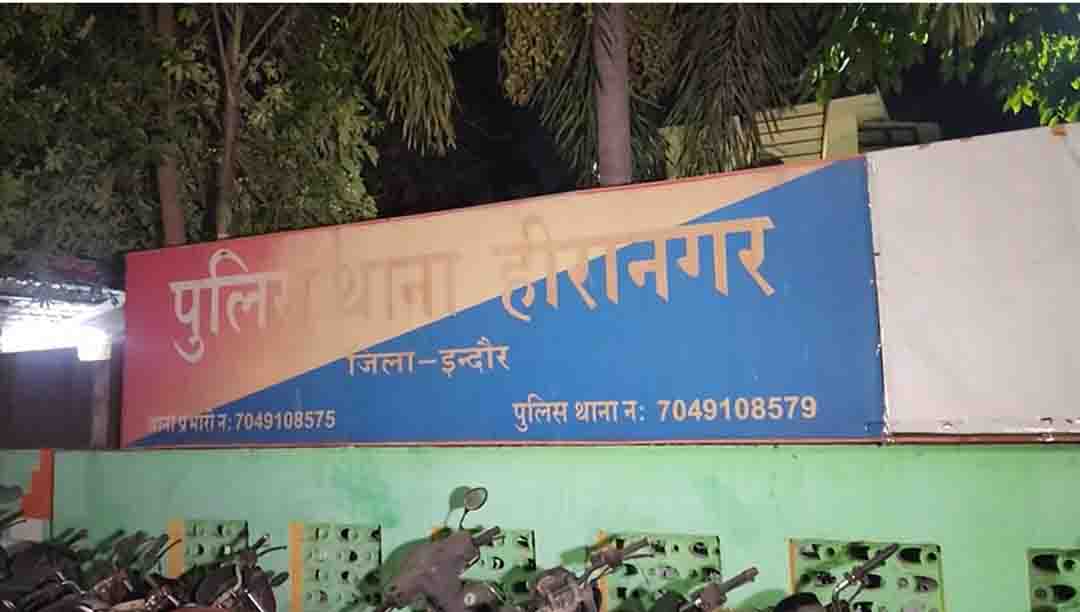 पुलिस थाना हीरानगर
जिला-इन्दौर
थाना प्रभारी न: 7049108575
पुलिस थाना न: 7049108579